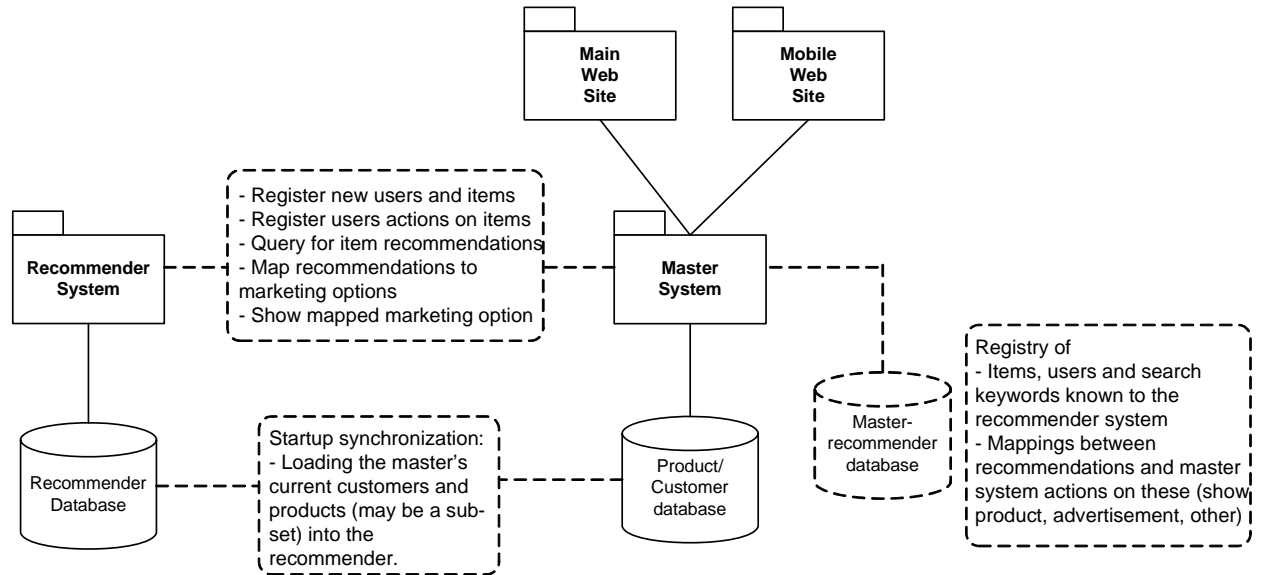 Main
Web
Site
Mobile
Web
Site
- Register new users and items
- Register users actions on items
- Query for item recommendations
- Map recommendations to
marketing options
- Show mapped marketing option
Recommender
System
Master
System
Registry of
- Items, users and search
keywords known to the
recommender system
- Mappings between
recommendations and master
system actions on these (show
product, advertisement, other)
Master-
recommender
database
Startup synchronization:
- Loading the master's
current customers and
products (may be a sub-
set) into the
recommender.
Recommender
Database
Product/
Customer
database